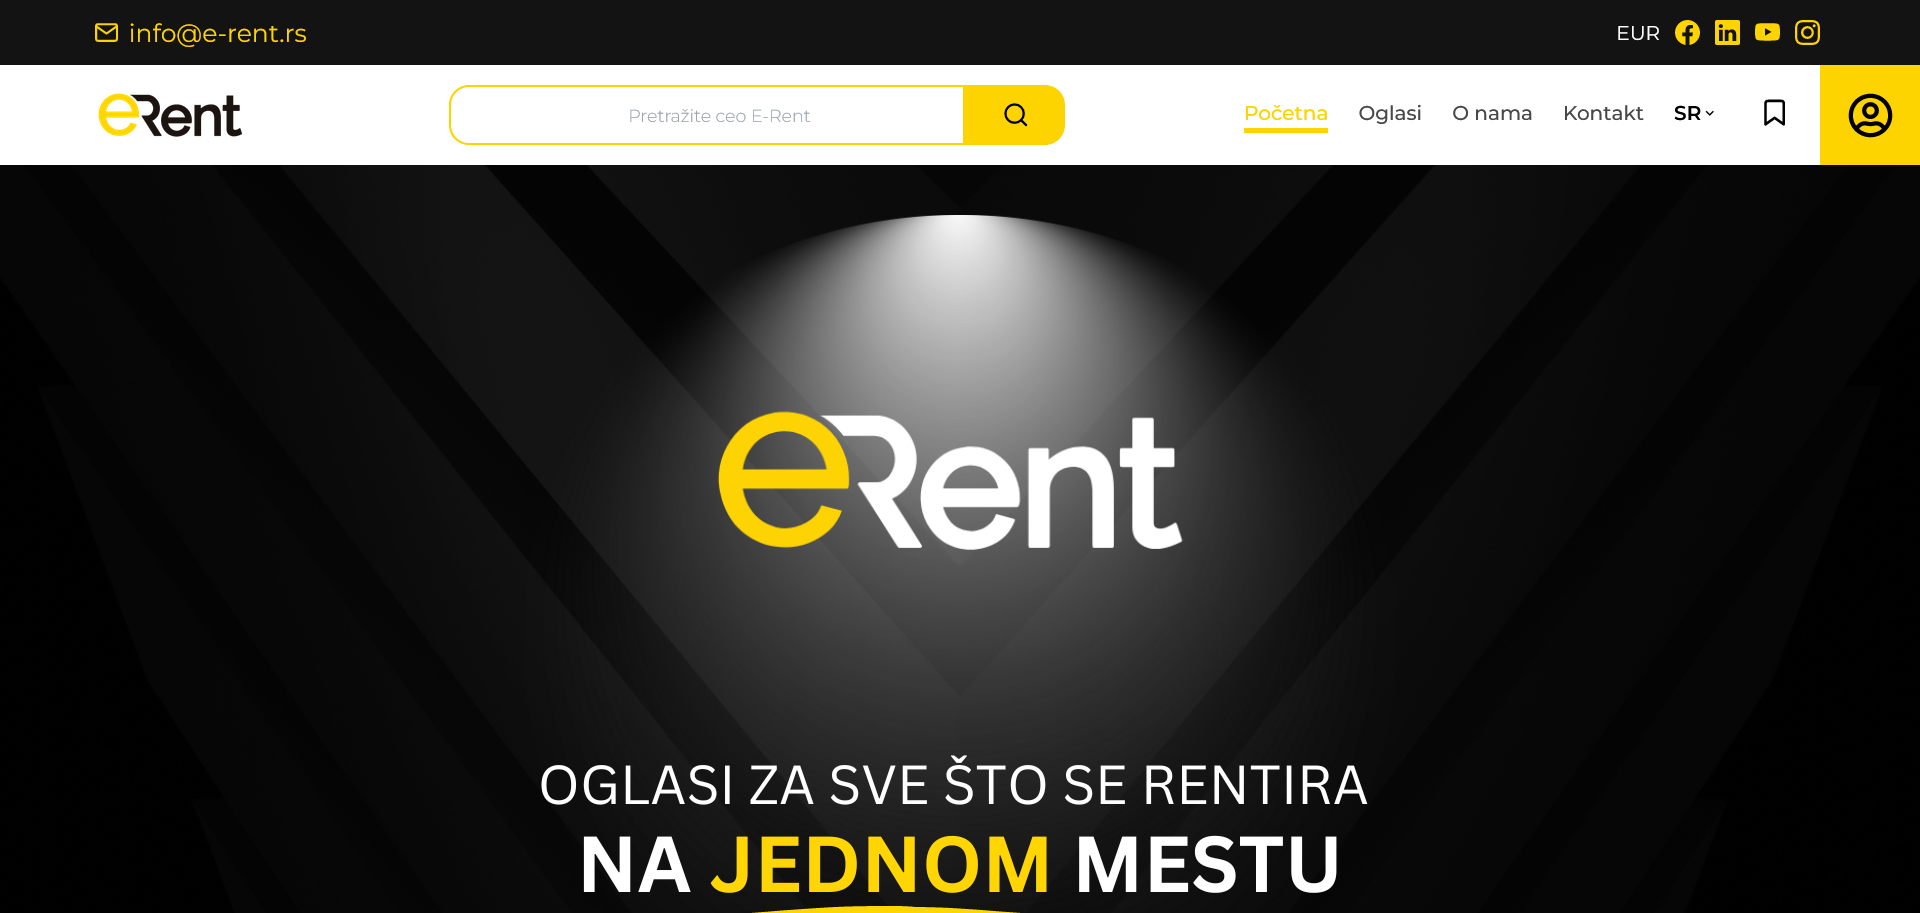 info@e-rent.rs
EUR
eRent
Pretražite ceo E-Rent
Početna
Oglasi
O nama
Kontakt
SR
eRent
OGLASI ZA SVE ŠTO SE RENTIRA
NA JEDNOM MESTU